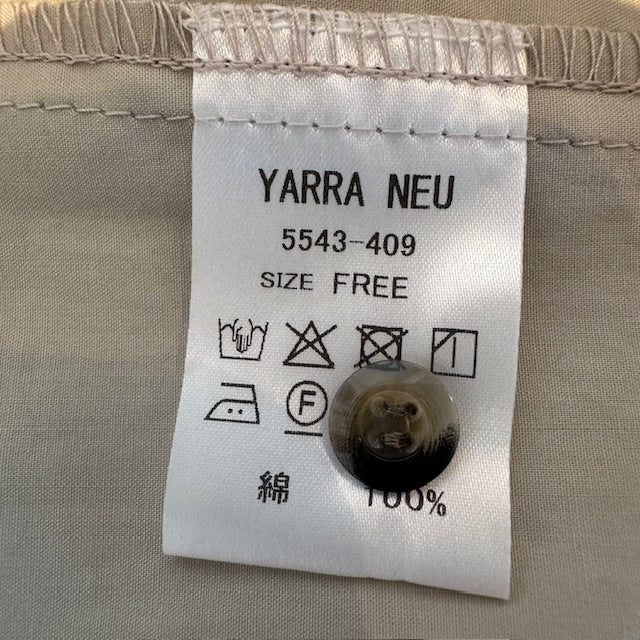 YARRA NEU
5543-409
SIZE FREE
F
綿 100%